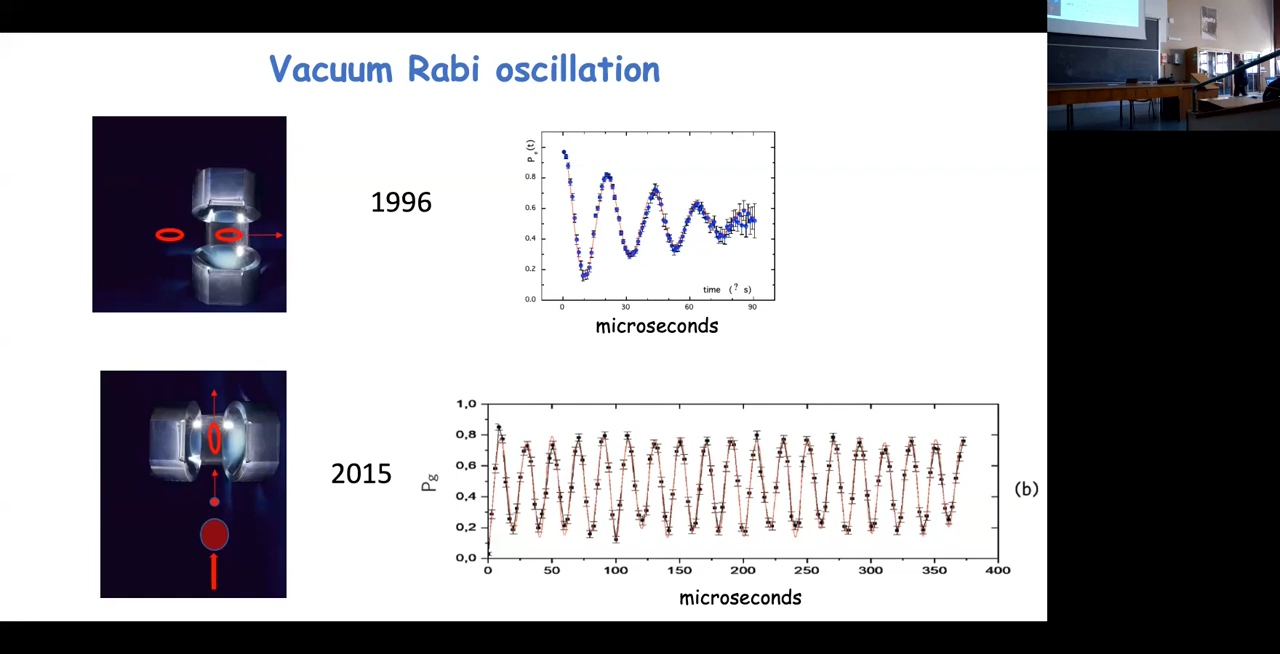 Vacuum Rabi oscillation
1996
P e (t)
0.8
0.6
0.4
0.2
0.0
time (? s)
0 30 60 90
microseconds
2015
Pg
1,0
0,8
0,6
0,4
0,2
0,0
0 50 100 150 200 250 300 350 400
microseconds
(b)